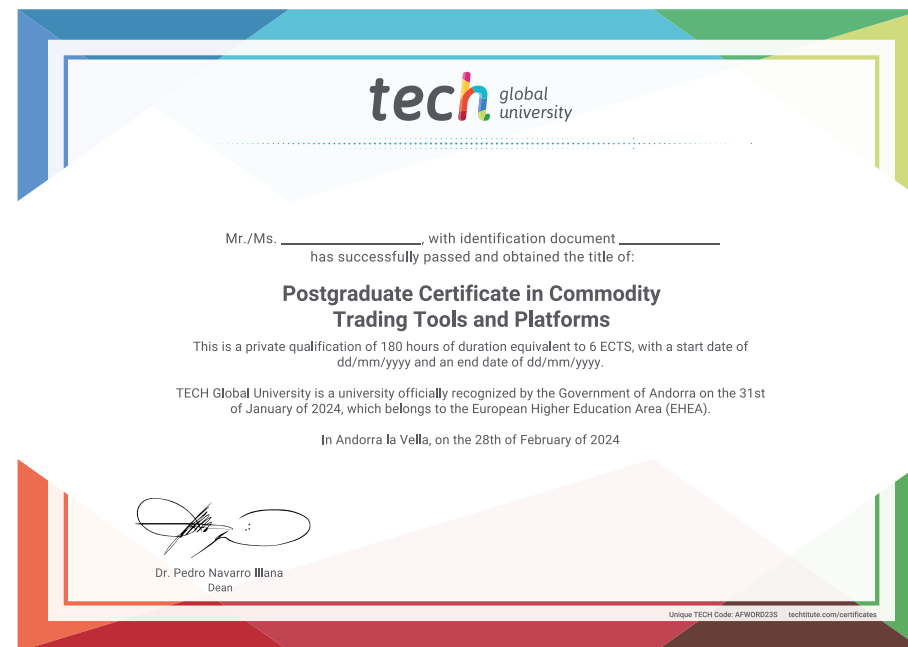 tech global university
Mr./Ms. ____________________, with identification document ______________
has successfully passed and obtained the title of:
Postgraduate Certificate in Commodity
Trading Tools and Platforms
This is a private qualification of 180 hours of duration equivalent to 6 ECTS, with a start date of
dd/mm/yyyy and an end date of dd/mm/yyyy.
TECH Global University is a university officially recognized by the Government of Andorra on the 31st
of January of 2024, which belongs to the European Higher Education Area (EHEA).
In Andorra la Vella, on the 28th of February of 2024
Dr. Pedro Navarro Illana
Dean
Unique TECH Code: AFWORD23S techtitute.com/certificates